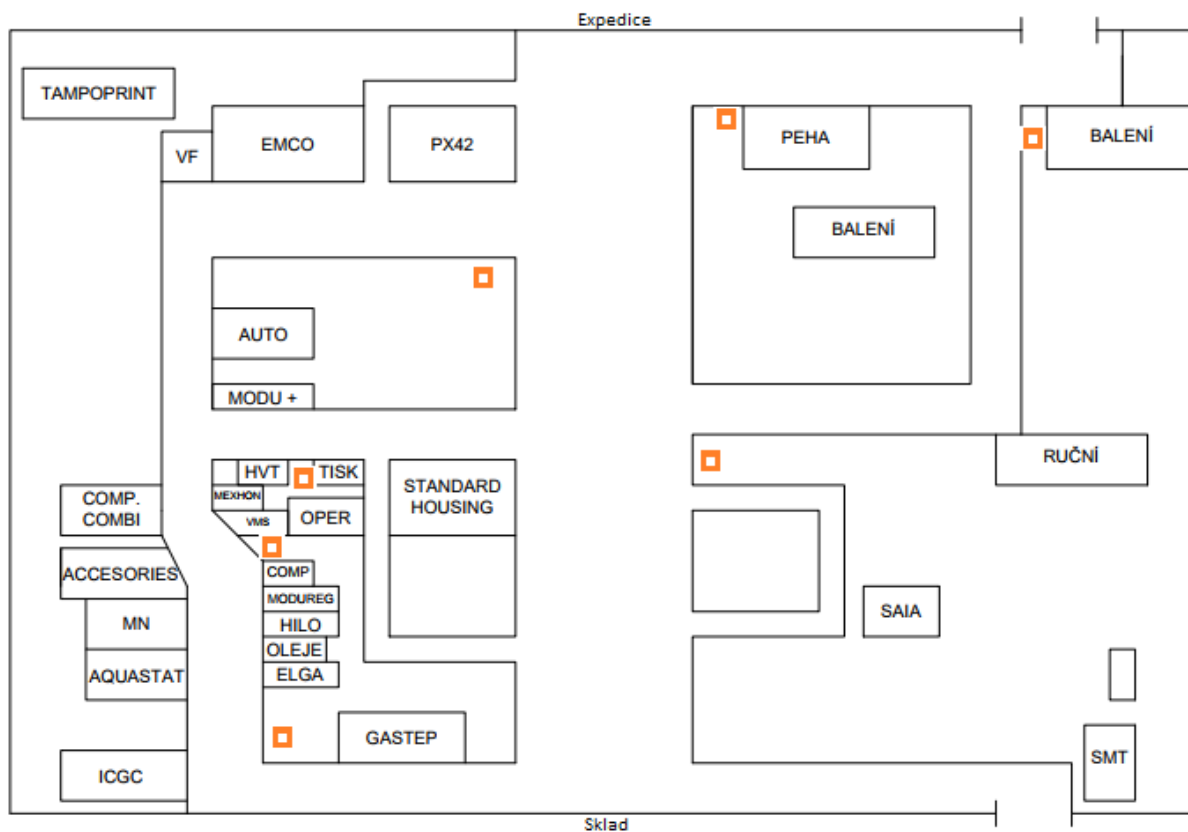 Expedice
TAMPOPRINT
VF
EMCO
PX42
PEHA
BALENÍ
BALENÍ
AUTO
MODU +
HVT
TISK
MEXHON
VMS
OPER
STANDARD
HOUSING
RUČNÍ
COMP.
COMBI
ACCESORIES
COMP
MODUREG
HILO
OLEJE
ELGA
MN
AQUASTAT
SAIA
GASTEP
ICGC
SMT
Sklad